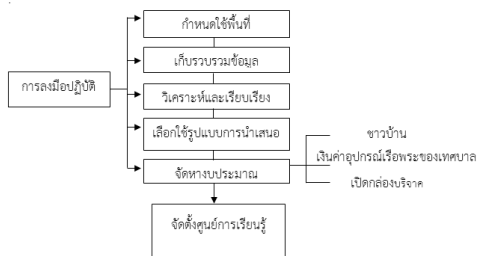 กำหนดใช้พื้นที่
เก็บรวบรวมข้อมูล
การลงมือปฏิบัติ
วิเคราะห์และเรียบเรียง
เลือกใช้รูปแบบการนำเสนอ
ชาวบ้าน
เงินค่าอุปกรณ์เรือพระของเทศบาล
จัดหางบประมาณ
เปิดกล่องบริจาค
จัดตั้งศูนย์การเรียนรู้